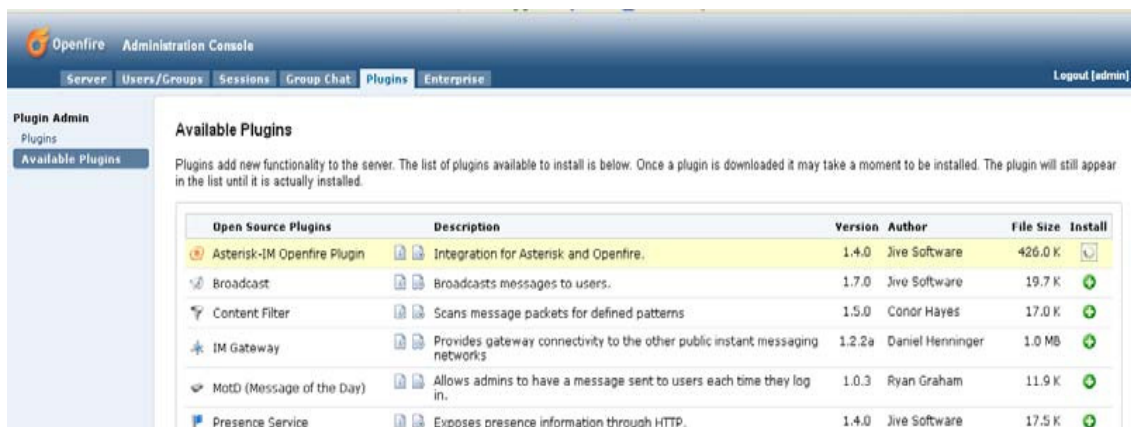 Openfire Administration Console
Server Users/Groups Sessions Group Chat Plugins Enterprise
Logout [admin]
Plugin Admin
Plugins
Available Plugins
Available Plugins
Plugins add new functionality to the server. The list of plugins available to install is below. Once a plugin is downloaded it may take a moment to be installed. The plugin will still appear
in the list until it is actually installed.
Open Source Plugins Description Version Author File Size Install
Asterisk-IM Openfire Plugin Integration for Asterisk and Openfire. 1.4.0 Jive Software 426.0 K
Broadcast Broadcasts messages to users. 1.7.0 Jive Software 19.7 K
Content Filter Scans message packets for defined patterns 1.5.0 Conor Hayes 17.0 K
IM Gateway Provides gateway connectivity to the other public instant messaging
networks 1.2.2a Daniel Henninger 1.0 MB
MotD (Message of the Day) Allows admins to have a message sent to users each time they log
in. 1.0.3 Ryan Graham 11.9 K
Presence Service Exposes presence information through HTTP. 1.4.0 Jive Software 17.5 K